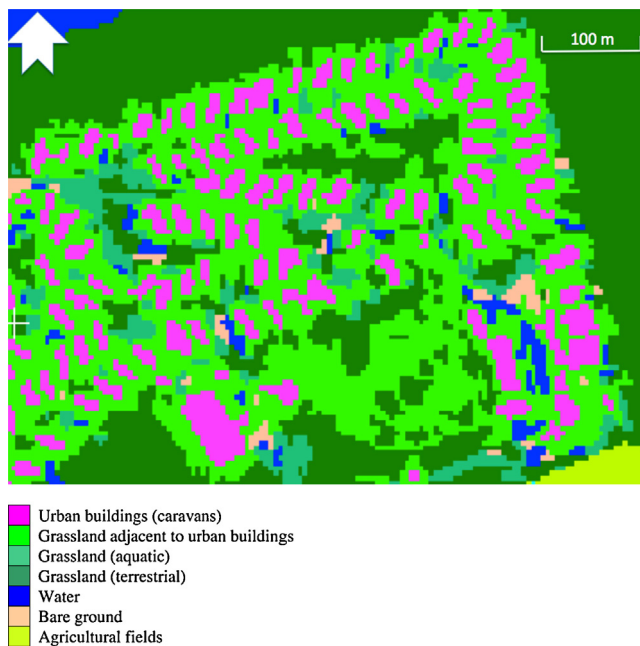 100 m
Urban buildings (caravans)
Grassland adjacent to urban buildings
Grassland (aquatic)
Grassland (terrestrial)
Water
Bare ground
Agricultural fields